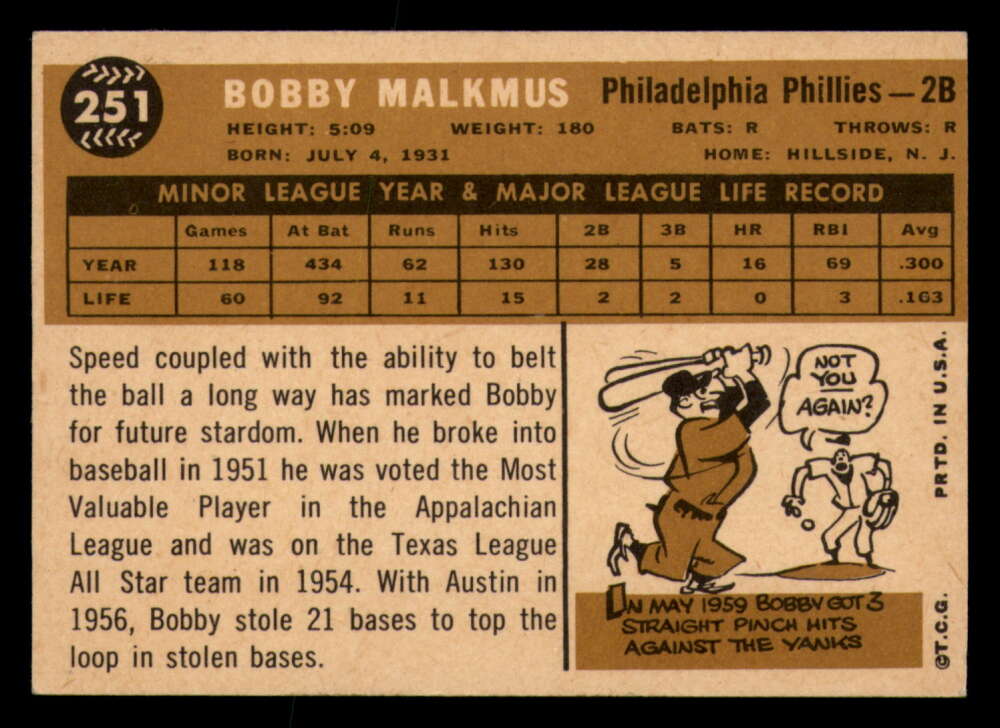 251
BOBBY MALKMUS Philadelphia Phillies — 2B
HEIGHT: 5:09 WEIGHT: 180 BATS: R THROWS: R
BORN: JULY 4, 1931 HOME: HILLSIDE, N. J.
MINOR LEAGUE YEAR & MAJOR LEAGUE LIFE RECORD
Games At Bat Runs Hits 2B 3B HR RBI Avg
YEAR 118 434 62 130 28 5 16 69 .300
LIFE 60 92 11 15 2 2 0 3 .163
Speed coupled with the ability to belt
the ball a long way has marked Bobby
for future stardom. When he broke into
baseball in 1951 he was voted the Most
Valuable Player in the Appalachian
League and was on the Texas League
All Star team in 1954. With Austin in
1956, Bobby stole 21 bases to top the
loop in stolen bases.
NOT
YOU
AGAIN?
IN MAY 1959 BOBBY GOT 3
STRAIGHT PINCH HITS
AGAINST THE YANKS
©T.C.G. PRTD. IN U.S.A.